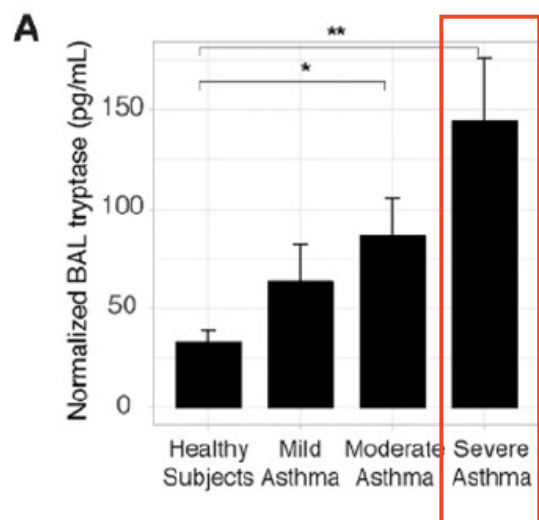 A
**
*
Normalized BAL tryptase (pg/mL)
150
100
50
0
Healthy Subjects
Mild Asthma
Moderate Asthma
Severe Asthma